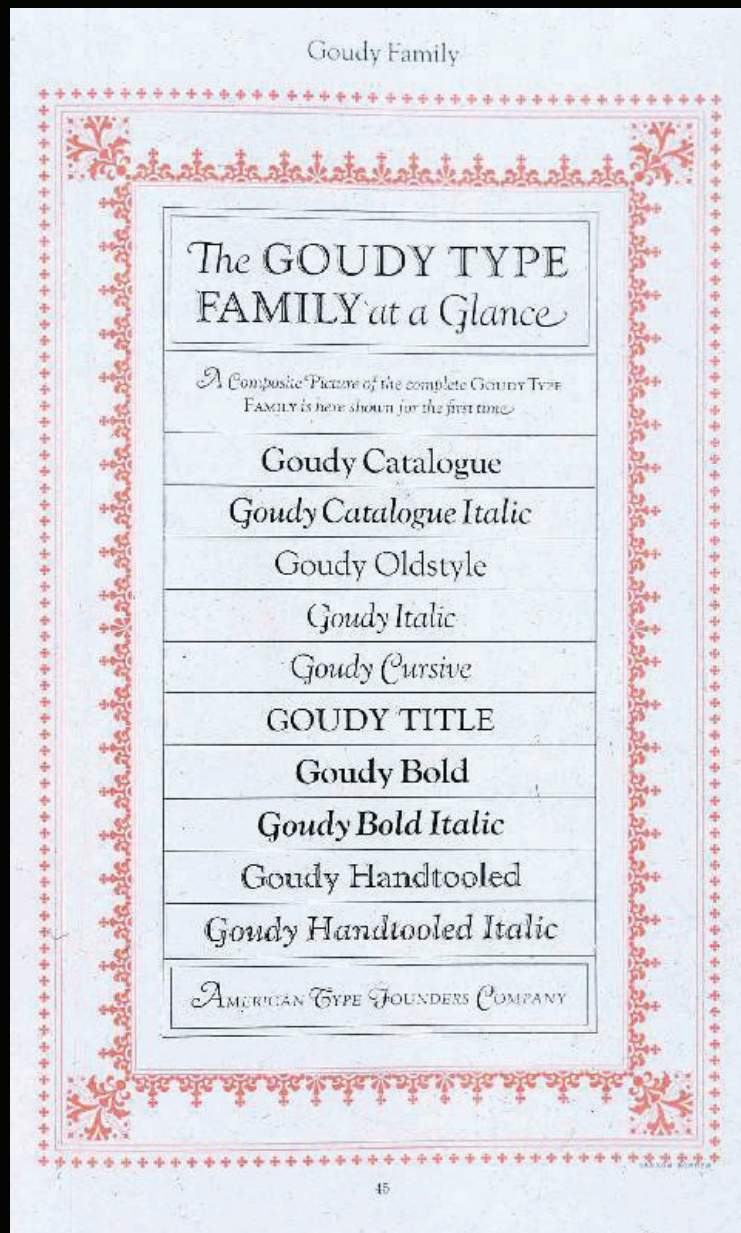 Goudy Family
The GOUDY TYPE
FAMILY at a Glance
A Composite Picture of the complete GOUDY TYPE
FAMILY is here shown for the first time
Goudy Catalogue
Goudy Catalogue Italic
Goudy Oldstyle
Goudy Italic
Goudy Cursive
GOUDY TITLE
Goudy Bold
Goudy Bold Italic
Goudy Handtooled
Goudy Handtooled Italic
AMERICAN TYPE FOUNDERS COMPANY
BORDER
45